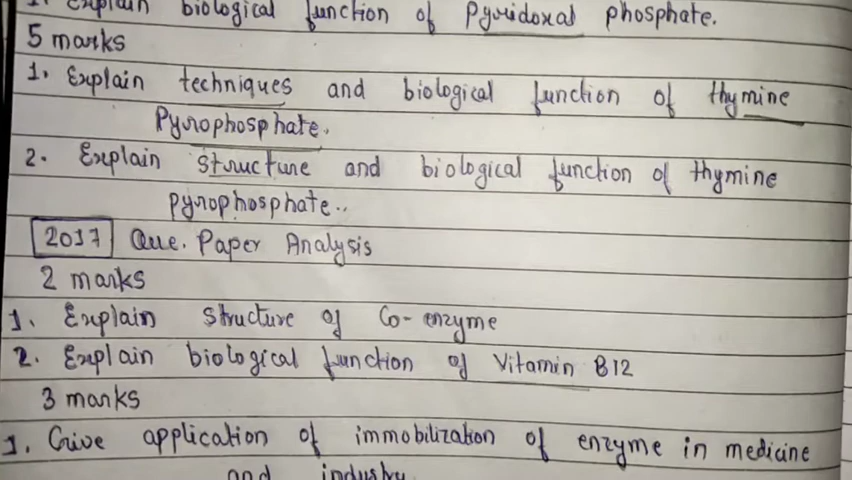 1. Explain biological function of Pyridoxal phosphate.
5 marks
1. Explain techniques and biological function of thymine
Pyrophosphate.
2. Explain structure and biological function of thymine
pyrophosphate..
2017 Que. Paper Analysis
2 marks
1. Explain structure of Co-enzyme
2. Explain biological function of Vitamin B12
3 marks
1. Give application of immobilization of enzyme in medicine
and industry